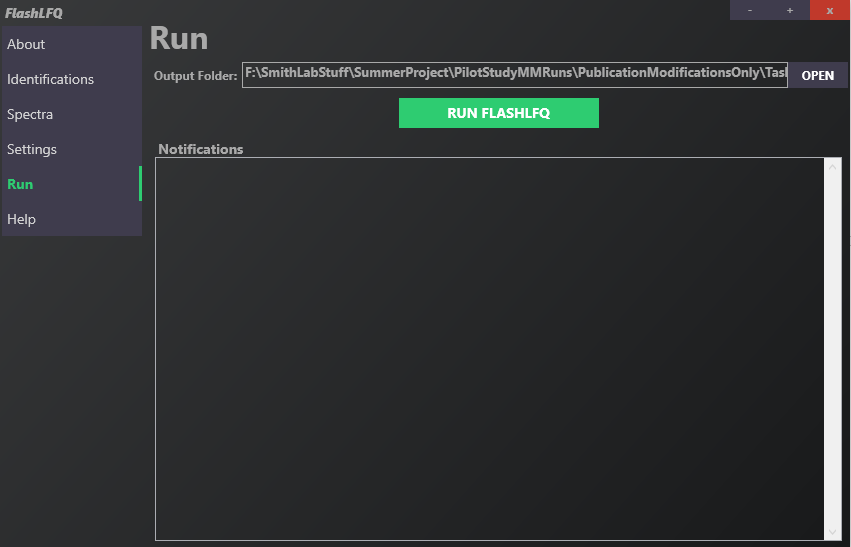 FlashLFQ
- + x
About
Identifications
Spectra
Settings
Run
Help
Run
Output Folder: F:\SmithLabStuff\SummerProject\PilotStudyMMRuns\PublicationModificationsOnly\Tas OPEN
RUN FLASHLFQ
Notifications